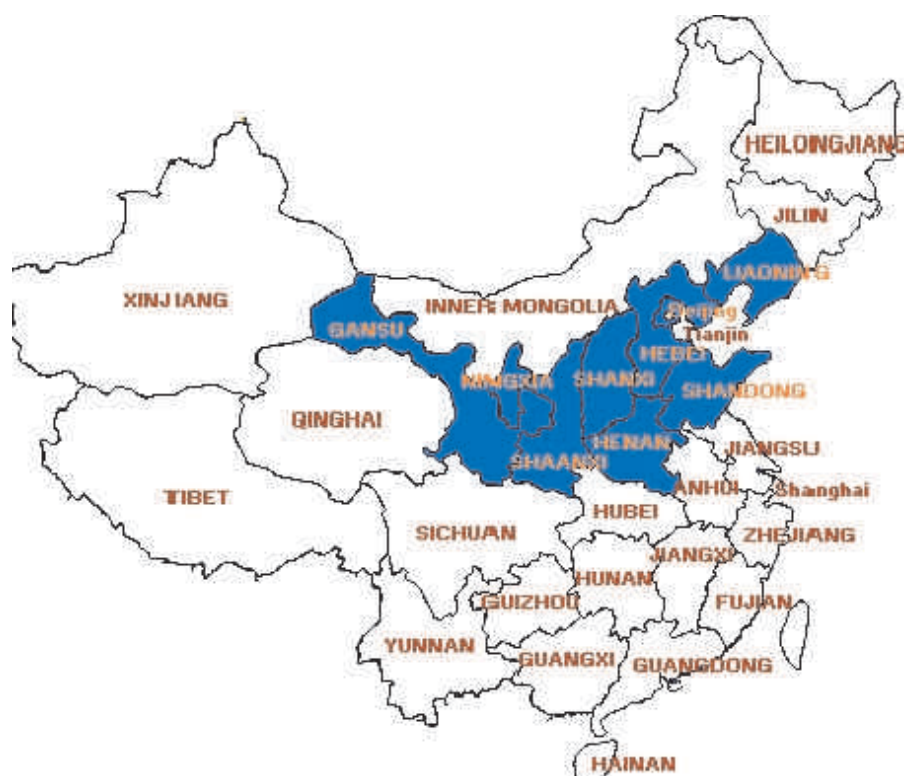 HEILONGJIANG
JILIN
LIAONING
XINJIANG
INNER MONGOLIA
Beijing
GANSU
Tianjin
HEBEI
NINGXIA
SHANXI
SHANDONG
QINGHAI
HENAN
JIANGSU
SHAANXI
TIBET
ANHUI
Shanghai
HUBEI
SICHUAN
ZHEJIANG
JIANGXI
HUNAN
GUIZHOU
FUJIAN
YUNNAN
GUANGXI
GUANGDONG
HAINAN